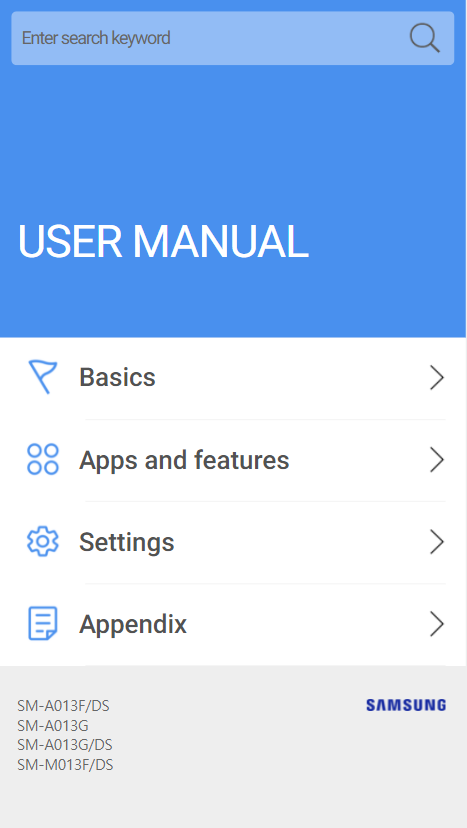 Enter search keyword
USER MANUAL
Basics
Apps and features
Settings
Appendix
SM-A013F/DS
SAMSUNG
SM-A013G
SM-A013G/DS
SM-M013F/DS